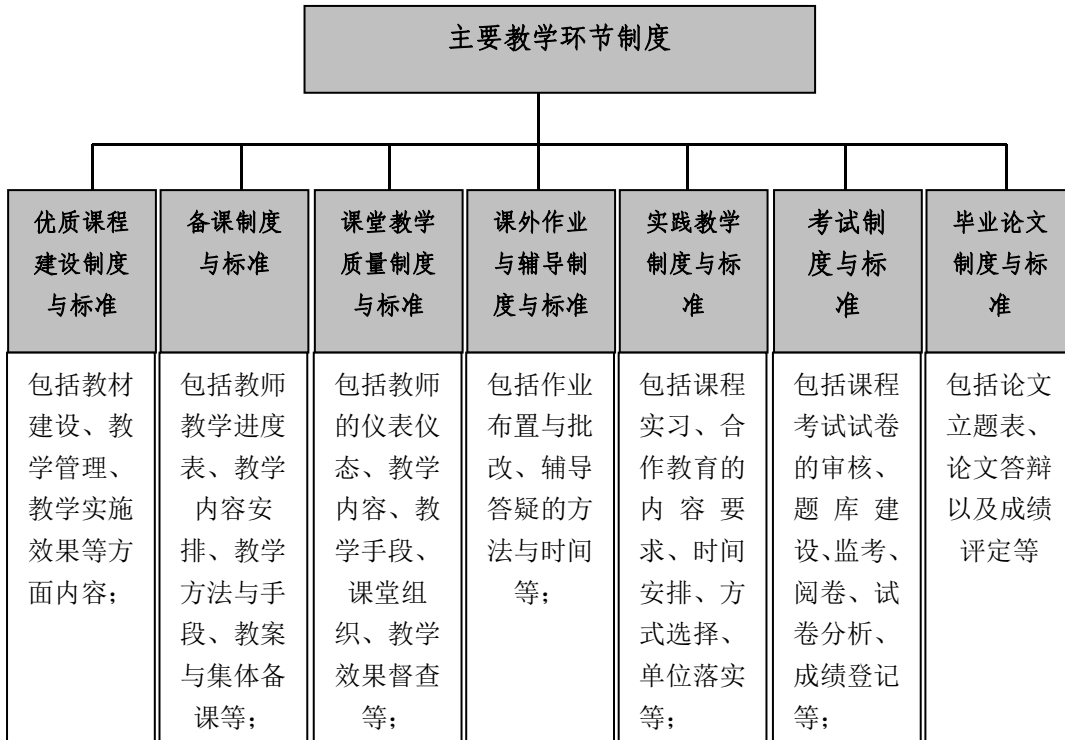 主要教学环节制度
优质课程
建设制度
与标准
备课制度
与标准
课堂教学
质量制度
与标准
课外作业
与辅导制
度与标准
实践教学
制度与标
准
考试制
度与标
准
毕业论文
制度与标
准
包括教材
建设、教
学管理、
教学实施
效果等方
面内容；
包括教师
教学进度
表、教学
内容安
排、教学
方法与手
段、教案
与集体备
课等；
包括教师
的仪表仪
态、教学
内容、教
学手段、
课堂组
织、教学
效果督查
等；
包括作业
布置与批
改、辅导
答疑的方
法与时间
等；
包括课程
实习、合
作教育的
内容要
求、时间
安排、方
式选择、
单位落实
等；
包括课程
考试试卷
的审核、
题库建
设、监考、
阅卷、试
卷分析、
成绩登记
等；
包括论文
立题表、
论文答辩
以及成绩
评定等